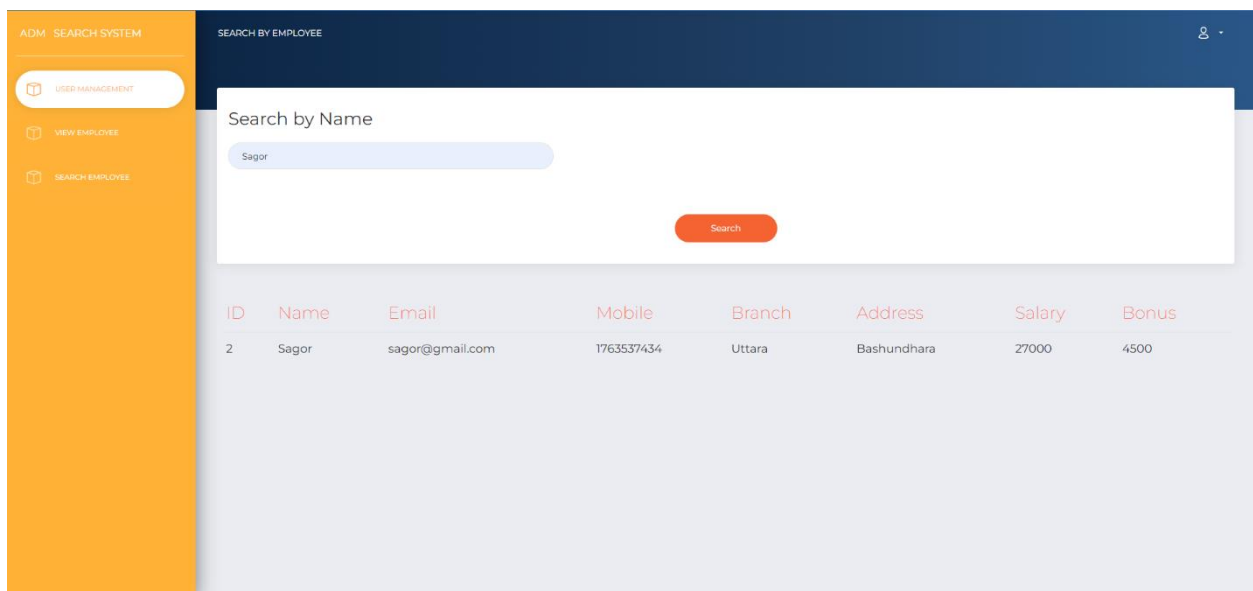 ADM SEARCH SYSTEM
SEARCH BY EMPLOYEE
USER MANAGEMENT
VIEW EMPLOYEE
SEARCH EMPLOYEE
Search by Name
Sagor
Search
ID Name Email Mobile Branch Address Salary Bonus
2 Sagor sagor@gmail.com 1763537434 Uttara Bashundhara 27000 4500